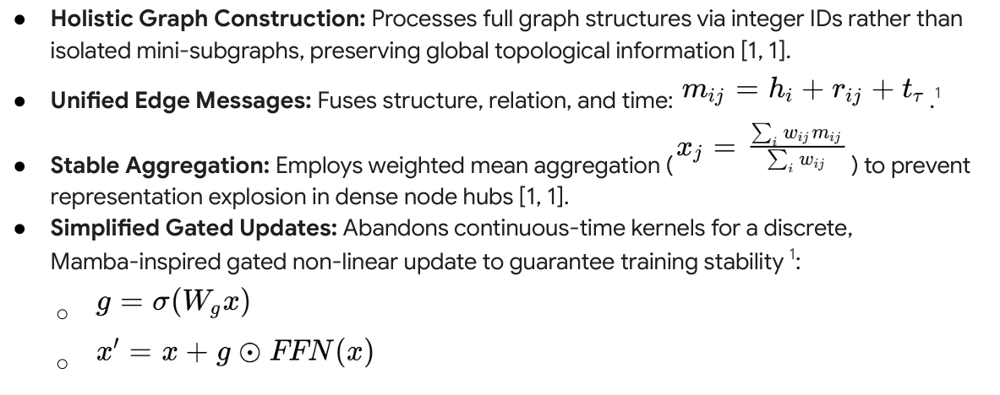 ● Holistic Graph Construction: Processes full graph structures via integer IDs rather than
isolated mini-subgraphs, preserving global topological information [1, 1].
● Unified Edge Messages: Fuses structure, relation, and time: $m_{ij} = h_i + r_{ij} + t_\tau$ .¹
● Stable Aggregation: Employs weighted mean aggregation ( $x_j = \frac{\sum_i w_{ij} m_{ij}}{\sum_i w_{ij}}$ ) to prevent
representation explosion in dense node hubs [1, 1].
● Simplified Gated Updates: Abandons continuous-time kernels for a discrete,
Mamba-inspired gated non-linear update to guarantee training stability ¹:
○ $g = \sigma(W_g x)$
○ $x' = x + g \odot FFN(x)$